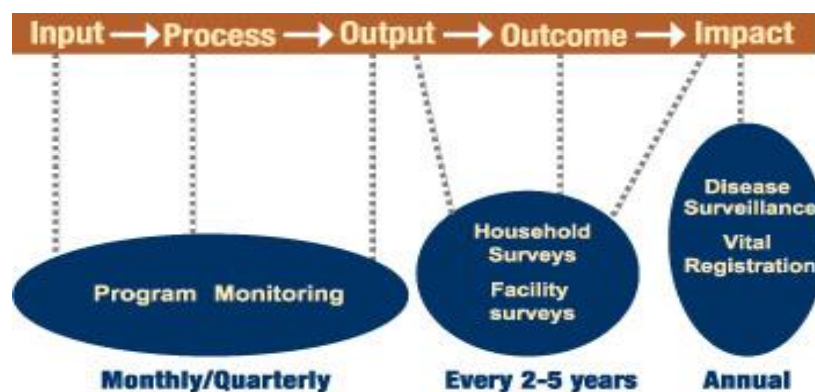 Input → Process → Output → Outcome → Impact
Program Monitoring
Household
Surveys
Facility
surveys
Disease
Surveillance
Vital
Registration
Monthly/Quarterly
Every 2-5 years
Annual